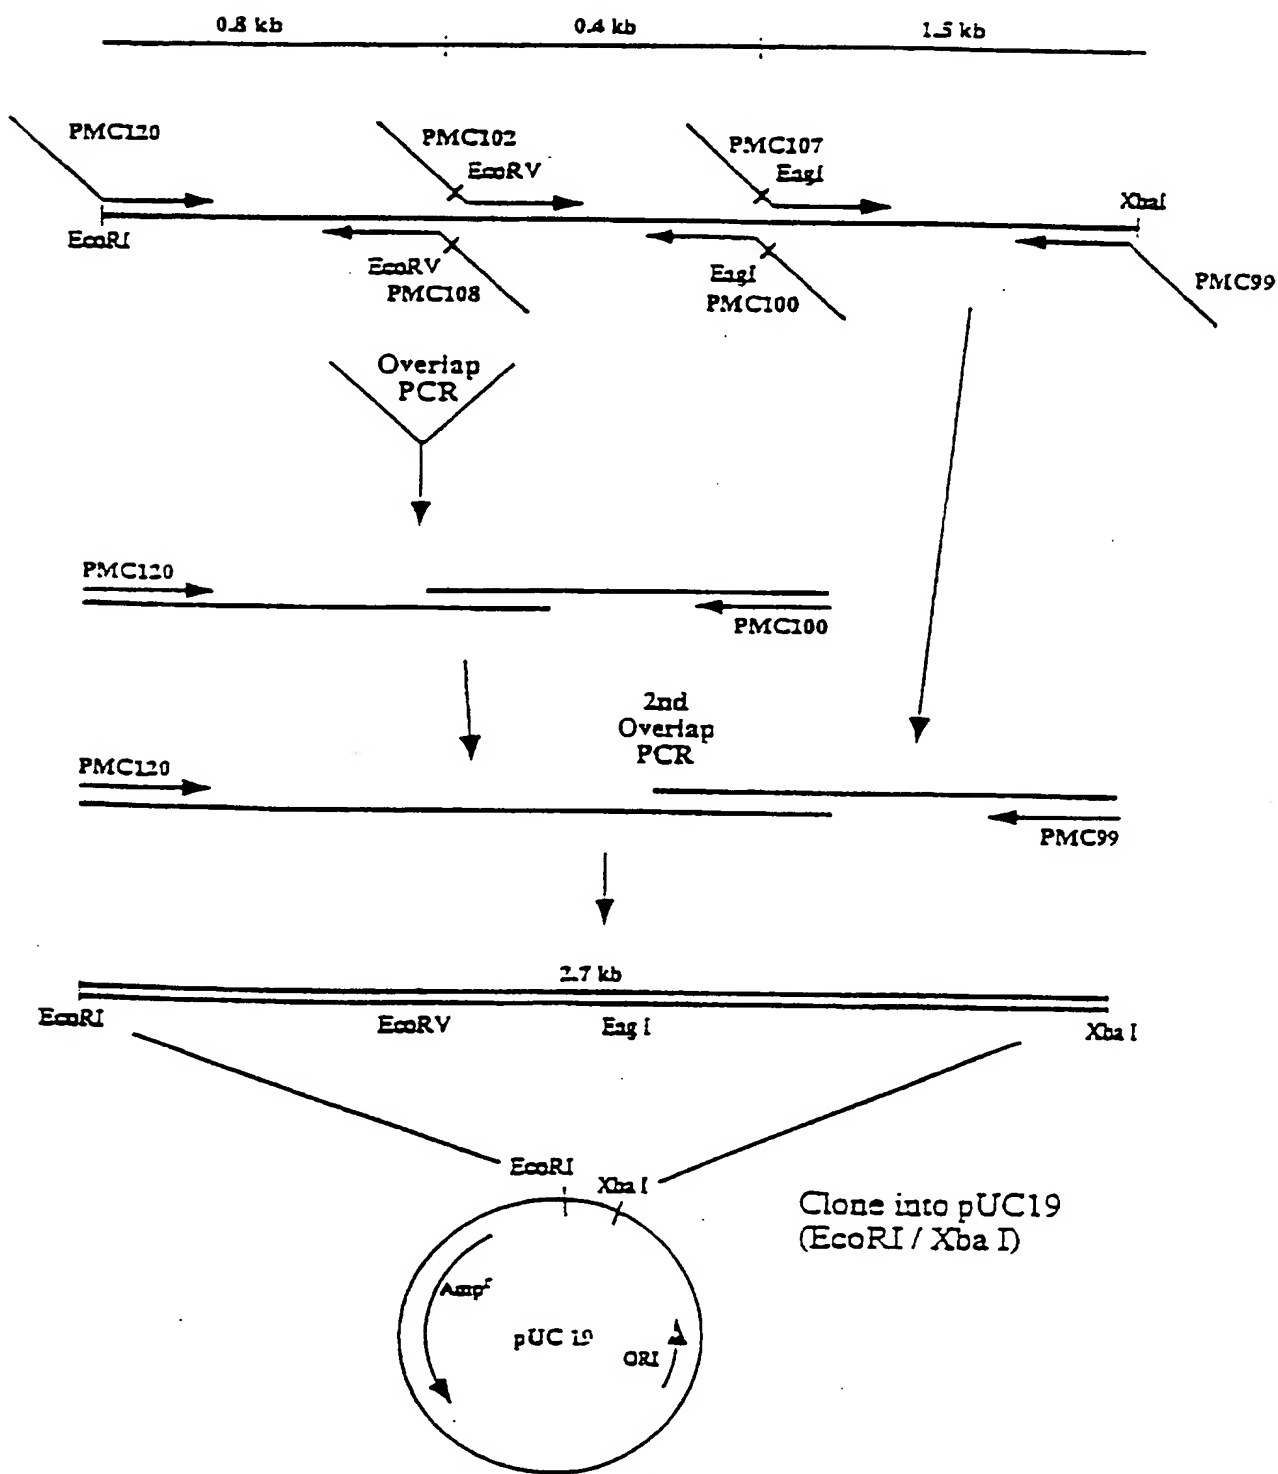 0.8 kb 0.4 kb 1.5 kb
PMC120 PMC102 PMC107
EcoRV EagI XbaI
EcoRI
EcoRV EagI PMC99
PMC108 PMC100
Overlap
PCR
PMC120
PMC100
2nd
Overlap
PCR
PMC120
PMC99
2.7 kb
EcoRI EcoRV Eag I Xba I
EcoRI Xba I
Clone into pUC19
(EcoRI / Xba I)
Ampr
pUC 19 ORI